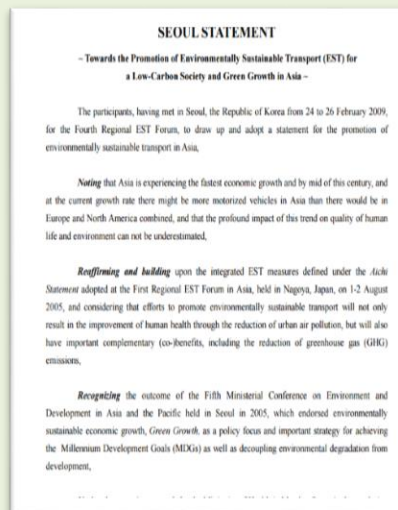 SEOUL STATEMENT
– Towards the Promotion of Environmentally Sustainable Transport (EST) for
a Low-Carbon Society and Green Growth in Asia –
The participants, having met in Seoul, the Republic of Korea from 24 to 26 February 2009,
for the Fourth Regional EST Forum, to draw up and adopt a statement for the promotion of
environmentally sustainable transport in Asia,
Noting that Asia is experiencing the fastest economic growth and by mid of this century, and
at the current growth rate there might be more motorized vehicles in Asia than there would be in
Europe and North America combined, and that the profound impact of this trend on quality of human
life and environment can not be underestimated,
Reaffirming and building upon the integrated EST measures defined under the Aichi
Statement adopted at the First Regional EST Forum in Asia, held in Nagoya, Japan, on 1-2 August
2005, and considering that efforts to promote environmentally sustainable transport will not only
result in the improvement of human health through the reduction of urban air pollution, but will also
have important complementary (co-)benefits, including the reduction of greenhouse gas (GHG)
emissions,
Recognizing the outcome of the Fifth Ministerial Conference on Environment and
Development in Asia and the Pacific held in Seoul in 2005, which endorsed environmentally
sustainable economic growth, Green Growth, as a policy focus and important strategy for achieving
the Millennium Development Goals (MDGs) as well as decoupling environmental degradation from
development,